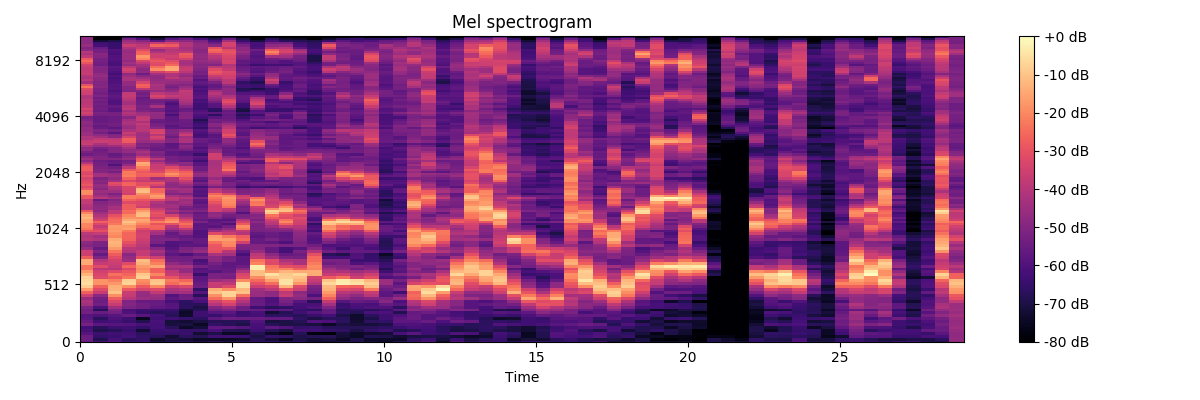 Mel spectrogram
Hz
8192
4096
2048
1024
512
0
0 5 10 15 20 25
Time
+0 dB
-10 dB
-20 dB
-30 dB
-40 dB
-50 dB
-60 dB
-70 dB
-80 dB